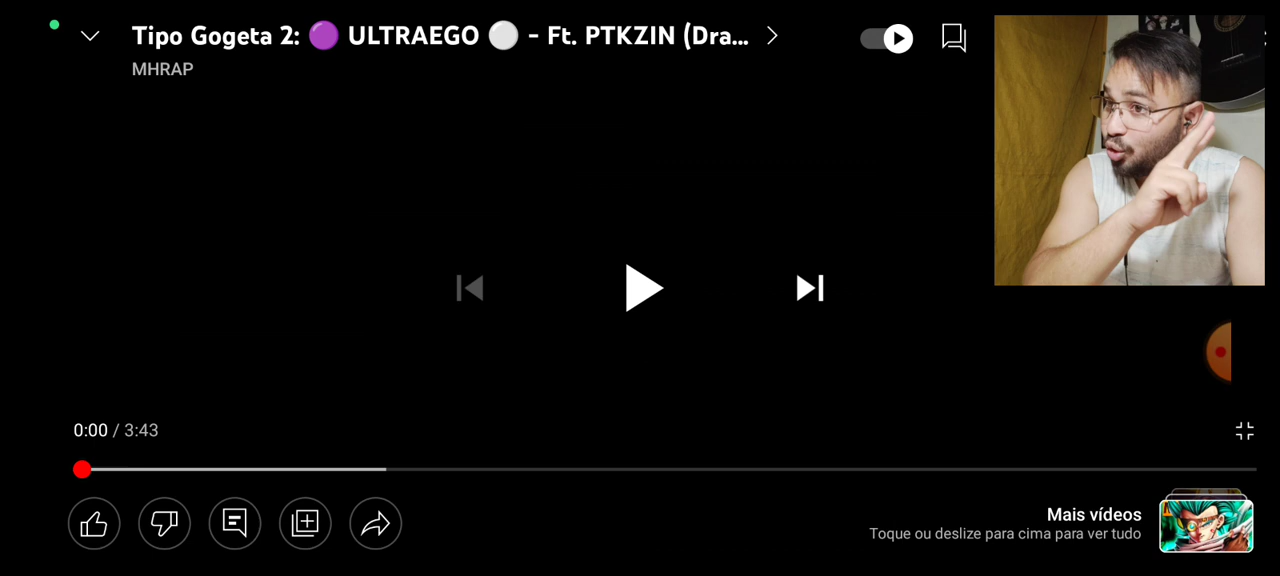 Tipo Gogeta 2: 🟣 ULTRAEGO ⚪ - Ft. PTKZIN (Dra...
MHRAP
0:00 / 3:43
Mais vídeos
Toque ou deslize para cima para ver tudo